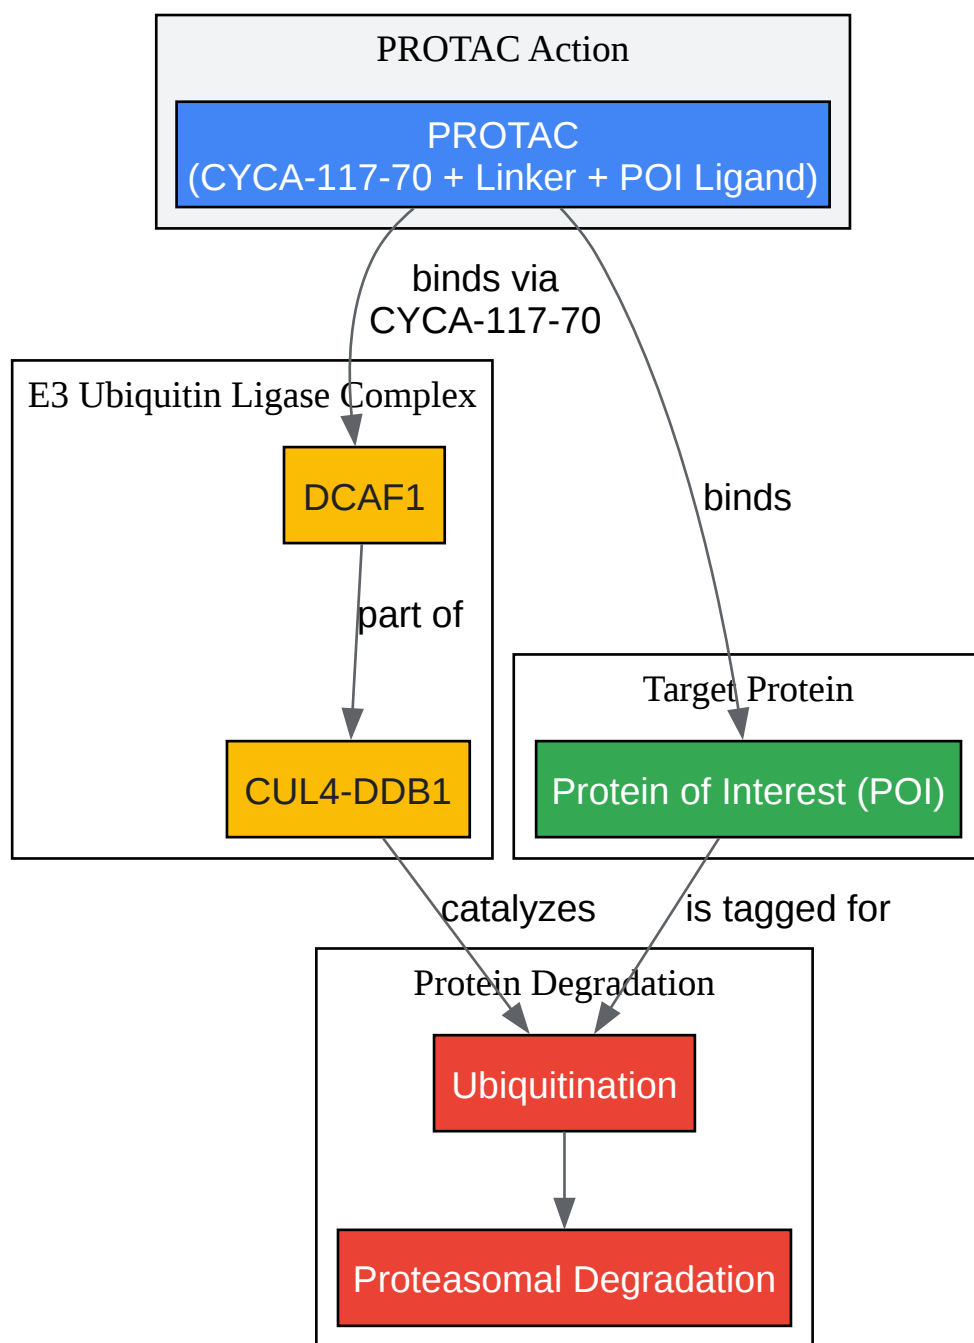 PROTAC Action
PROTAC
(CYCA-117-70 + Linker + POI Ligand)
binds via
CYCA-117-70
E3 Ubiquitin Ligase Complex
DCAF1
binds
part of
Target Protein
CUL4-DDB1
Protein of Interest (POI)
catalyzes
is tagged for
Protein Degradation
Ubiquitination
Proteasomal Degradation